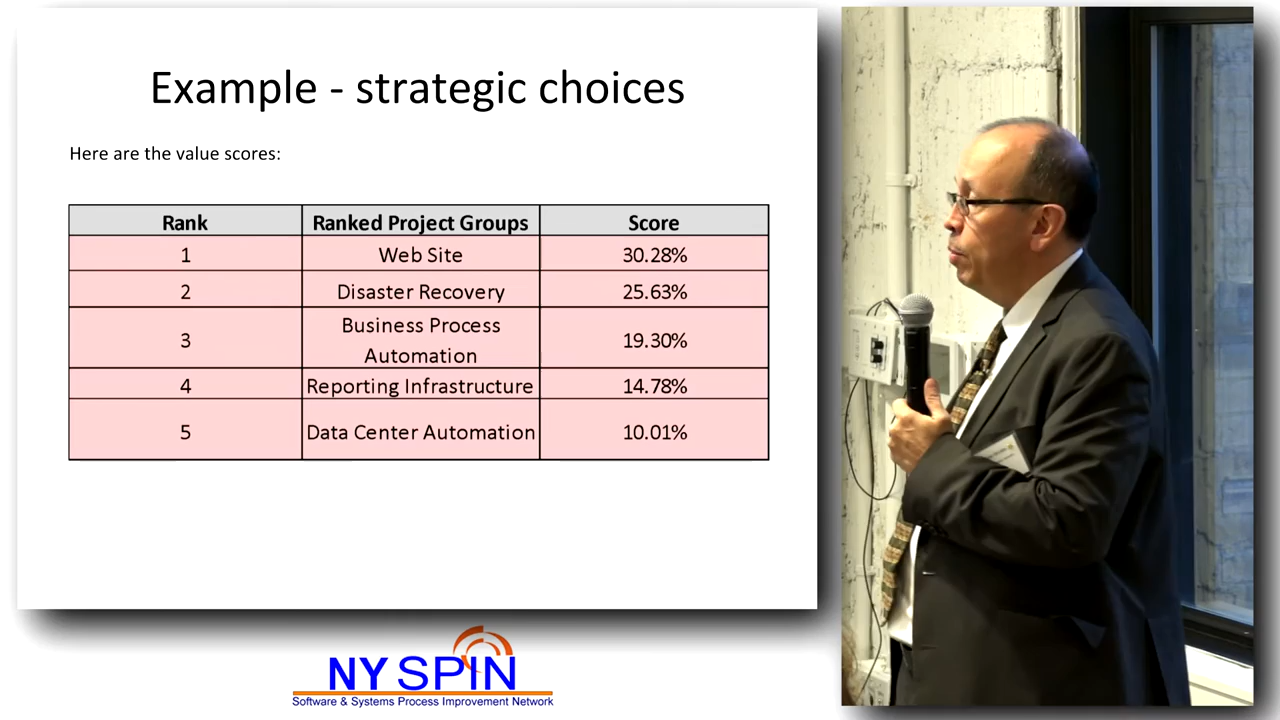 Example - strategic choices
Here are the value scores:
Rank Ranked Project Groups Score
1 Web Site 30.28%
2 Disaster Recovery 25.63%
3 Business Process Automation 19.30%
4 Reporting Infrastructure 14.78%
5 Data Center Automation 10.01%
NY SPIN
Software & Systems Process Improvement Network